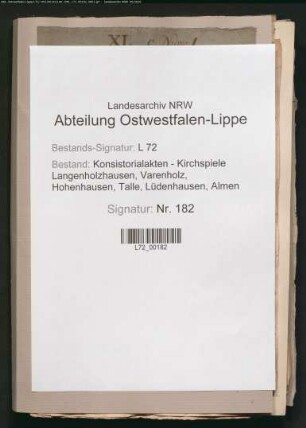 XI
Landesarchiv NRW
Abteilung Ostwestfalen-Lippe
Bestands-Signatur: L 72
Bestand: Konsistorialakten - Kirchspiele
Langenholzhausen, Varenholz,
Hohenhausen, Talle, Lüdenhausen, Almen
Signatur: Nr. 182
L72_00182